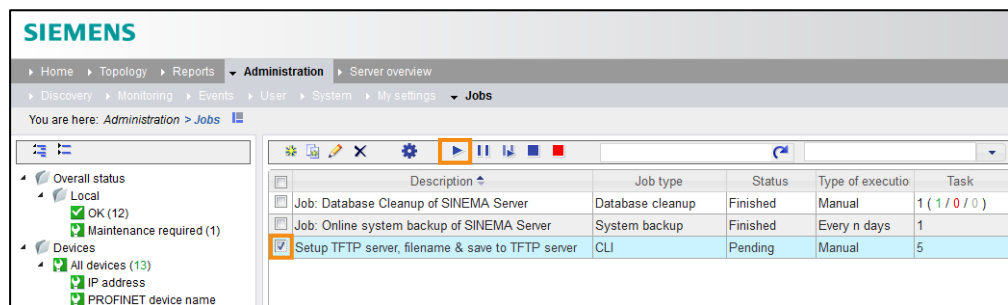 SIEMENS
Home Topology Reports Administration Server overview
Discovery Monitoring Events User System My settings Jobs
You are here: Administration > Jobs
Overall status
Local
OK (12)
Maintenance required (1)
Devices
All devices (13)
IP address
PROFINET device name
Description Job type Status Type of executio Task
Job: Database Cleanup of SINEMA Server Database cleanup Finished Manual 1 ( 1 / 0 / 0 )
Job: Online system backup of SINEMA Server System backup Finished Every n days 1
Setup TFTP server, filename & save to TFTP server CLI Pending Manual 5